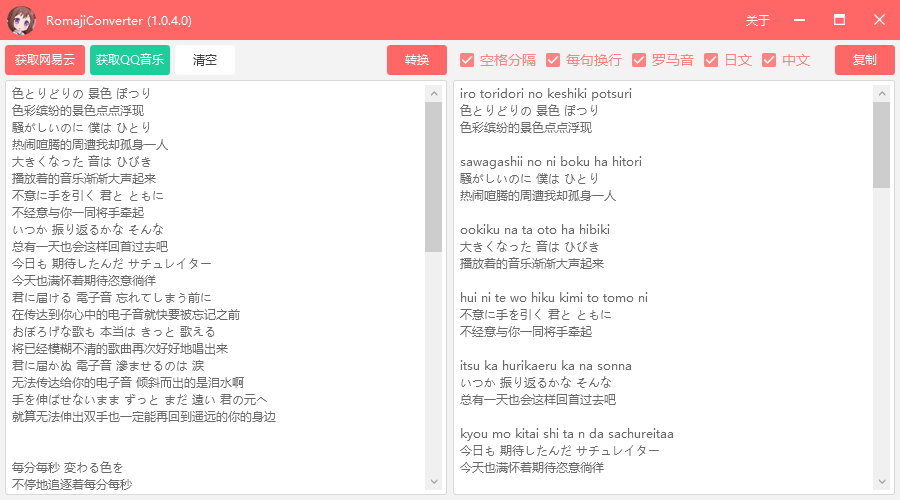 RomajiConverter (1.0.4.0)
关于
获取网易云
获取QQ音乐
清空
转换
空格分隔
每句换行
罗马音
日文
中文
复制
色とりどりの 景色 ぽつり
色彩缤纷的景色点点浮现
騒がしいのに 僕は ひとり
热闹喧腾的周遭我却孤身一人
大きくなった 音は ひびき
播放着的音乐渐渐大声起来
不意に手を引く 君と ともに
不经意与你一同将手牵起
いつか 振り返るかな そんな
总有一天也会这样回首过去吧
今日も 期待したんだ サチュレイター
今天也满怀着期待恣意徜徉
君に届ける 電子音 忘れてしまう前に
在传达到你心中的电子音就快要被忘记之前
おぼろげな歌も 本当は きっと 歌える
将已经模糊不清的歌曲再次好好地唱出来
君に届かぬ 電子音 滲ませるのは 涙
无法传达给你的电子音 倾斜而出的是泪水啊
手を伸ばせないまま ずっと まだ 遠い 君の元へ
就算无法伸出双手也一定能再回到遥远的你的身边
毎分毎秒 変わる色を
不停地追逐着每分每秒
iro toridori no keshiki potsuri
色とりどりの 景色 ぽつり
色彩缤纷的景色点点浮现
sawagashii no ni boku ha hitori
騒がしいのに 僕は ひとり
热闹喧腾的周遭我却孤身一人
ookiku na ta oto ha hibiki
大きくなった 音は ひびき
播放着的音乐渐渐大声起来
hui ni te wo hiku kimi to tomo ni
不意に手を引く 君と ともに
不经意与你一同将手牵起
itsu ka hurikaeru ka na sonna
いつか 振り返るかな そんな
总有一天也会这样回首过去吧
kyou mo kitai shi ta n da sachureitaa
今日も 期待したんだ サチュレイター
今天也满怀着期待恣意徜徉